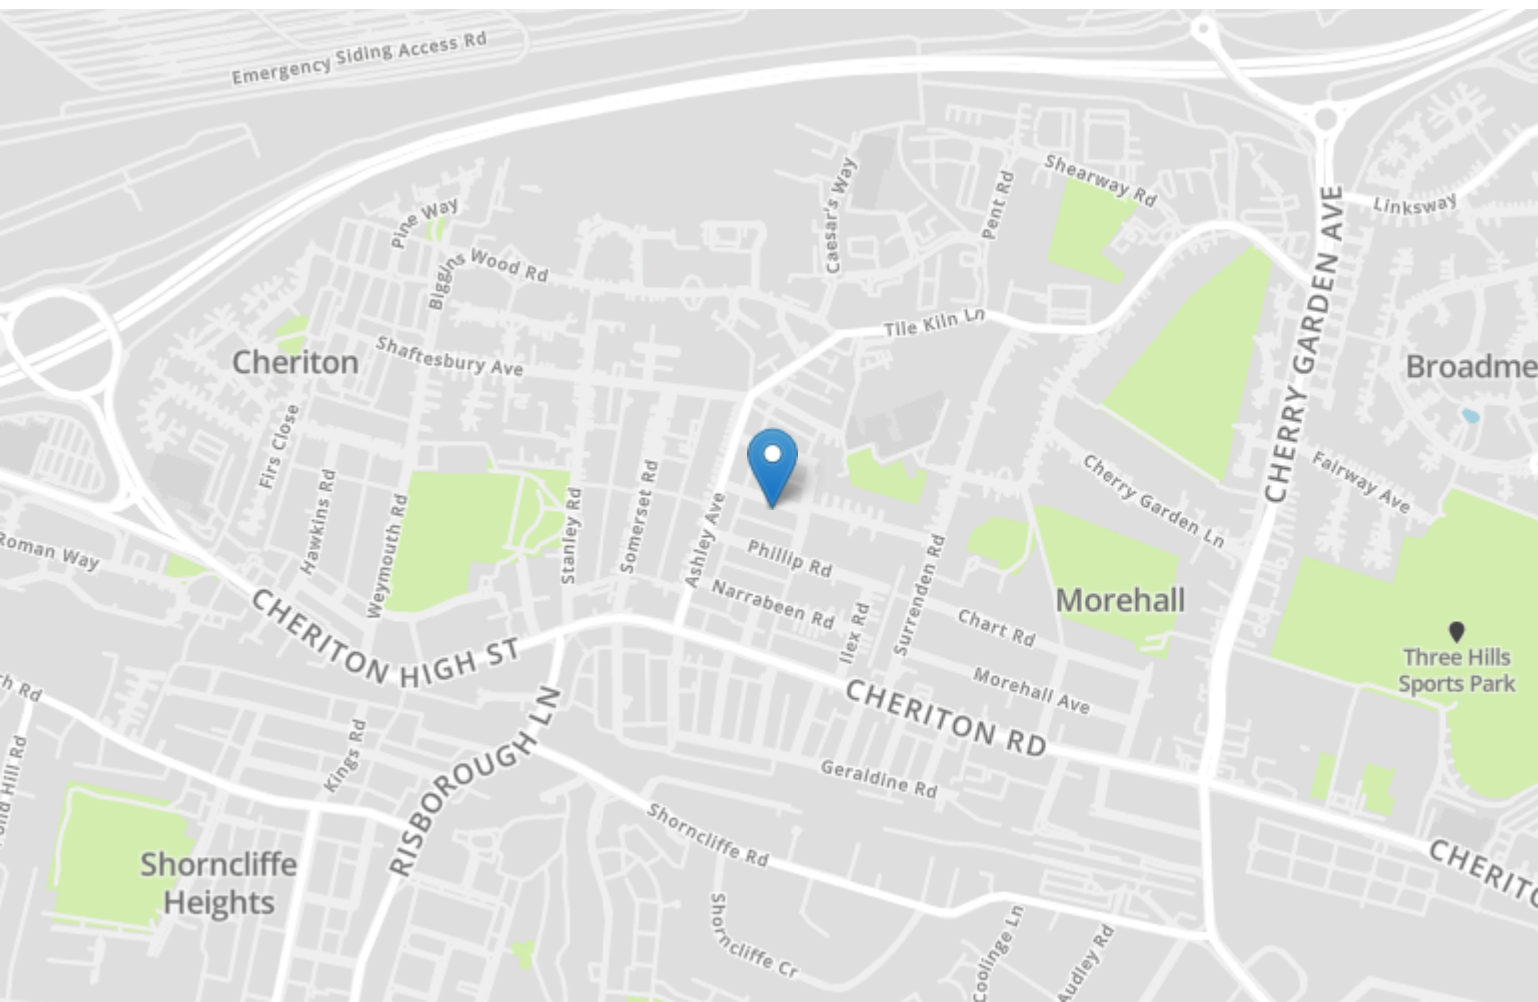 Emergency Siding Access Rd
Shearway Rd
Pine Way
Caesar's Way
Pent Rd
Linksway
Biggins Wood Rd
CHERRY GARDEN AVE
Tile Kiln Ln
Shaftesbury Ave
Cheriton
Broadme
Firs Close
Hawkins Rd
Weymouth Rd
Stanley Rd
Somerset Rd
Ashley Ave
Cherry Garden Ln
Fairway Ave
Roman Way
Phillip Rd
Narrabeen Rd
Ilex Rd
Surrenden Rd
Chart Rd
Morehall
CHERITON HIGH ST
Three Hills
Sports Park
Morehall Ave
CHERITON RD
Kings Rd
RISBOROUGH LN
Geraldine Rd
Shorncliffe Rd
Shorncliffe
Heights
CHERITO
Shorncliffe Cr
Coolinge Ln
Audley Rd